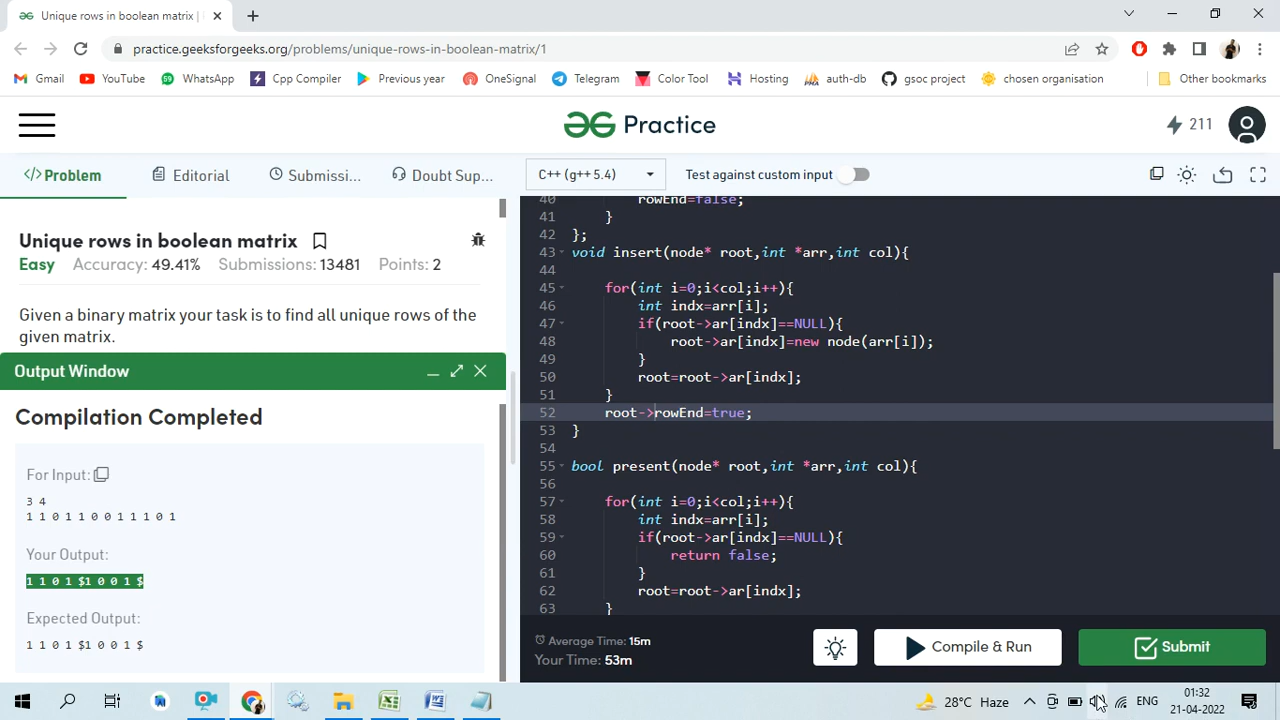 Unique rows in boolean matrix |
practice.geeksforgeeks.org/problems/unique-rows-in-boolean-matrix/1
Gmail YouTube WhatsApp Cpp Compiler Previous year OneSignal Telegram Color Tool Hosting auth-db gsoc project chosen organisation Other bookmarks
Practice
211
Problem Editorial Submissi... Doubt Sup...
C++ (g++ 5.4) Test against custom input
Unique rows in boolean matrix
Easy Accuracy: 49.41% Submissions: 13481 Points: 2
Given a binary matrix your task is to find all unique rows of the
given matrix.
Output Window
Compilation Completed
For Input:
3 4
1 1 0 1 1 0 0 1 1 1 0 1
Your Output:
1 1 0 1 $1 0 0 1 $
Expected Output:
1 1 0 1 $1 0 0 1 $
40 rowEnd=false;
41 }
42 };
43 void insert(node* root,int *arr,int col){
44
45 for(int i=0;i<col;i++){
46 int indx=arr[i];
47 if(root->ar[indx]==NULL){
48 root->ar[indx]=new node(arr[i]);
49 }
50 root=root->ar[indx];
51 }
52 root->rowEnd=true;
53 }
54
55 bool present(node* root,int *arr,int col){
56
57 for(int i=0;i<col;i++){
58 int indx=arr[i];
59 if(root->ar[indx]==NULL){
60 return false;
61 }
62 root=root->ar[indx];
63 }
Average Time: 15m
Your Time: 53m
Compile & Run
Submit
28°C Haze
ENG
01:32
21-04-2022